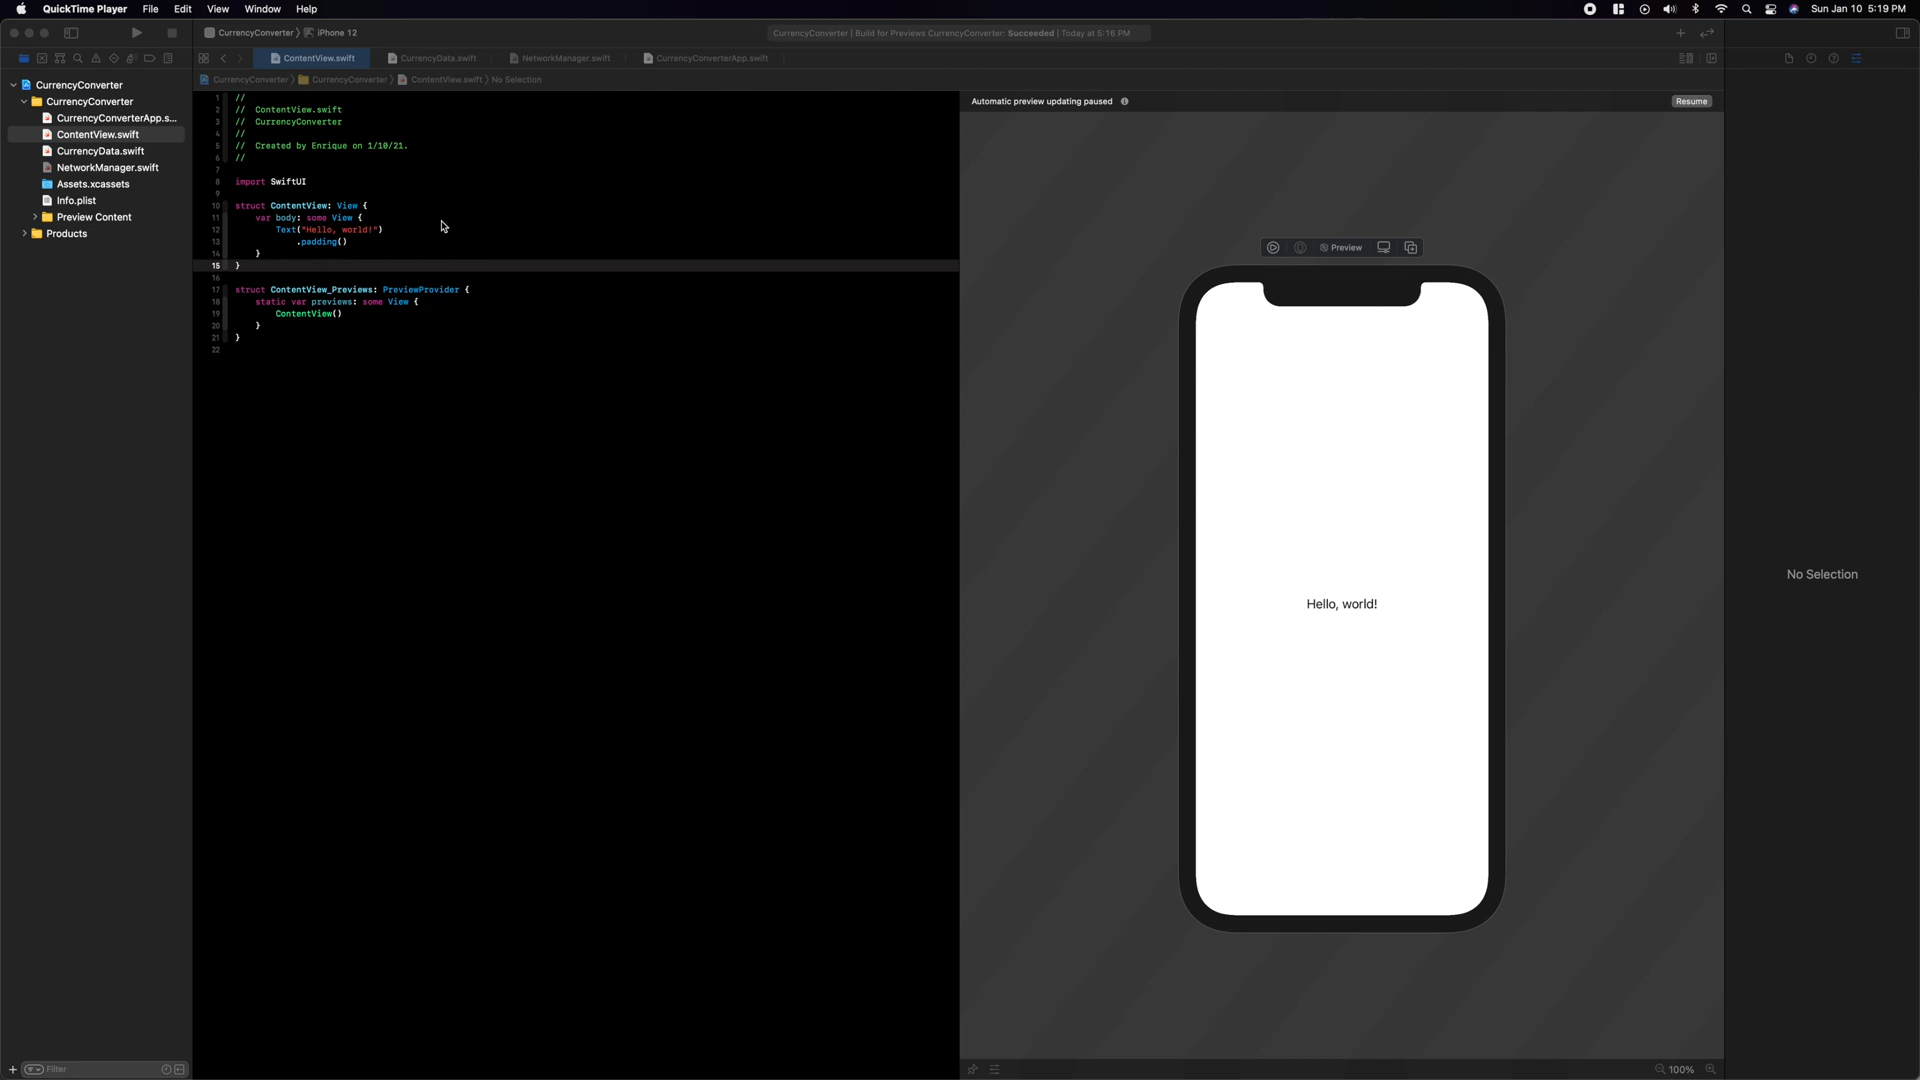 QuickTime Player File Edit View Window Help Sun Jan 10 5:19 PM
CurrencyConverter 〉 iPhone 12 CurrencyConverter | Build for Previews CurrencyConverter: Succeeded | Today at 5:16 PM
ContentView.swift CurrencyData.swift NetworkManager.swift CurrencyConverterApp.swift
CurrencyConverter 〉 CurrencyConverter 〉 ContentView.swift 〉 No Selection
CurrencyConverter
CurrencyConverter
CurrencyConverterApp.s...
ContentView.swift
CurrencyData.swift
NetworkManager.swift
Assets.xcassets
Info.plist
Preview Content
Products
Filter
1 //
2 // ContentView.swift
3 // CurrencyConverter
4 //
5 // Created by Enrique on 1/10/21.
6 //
7
8 import SwiftUI
9
10 struct ContentView: View {
11 var body: some View {
12 Text("Hello, world!")
13 .padding()
14 }
15 }
16
17 struct ContentView_Previews: PreviewProvider {
18 static var previews: some View {
19 ContentView()
20 }
21 }
22
Automatic preview updating paused Resume
Preview
Hello, world!
100%
No Selection